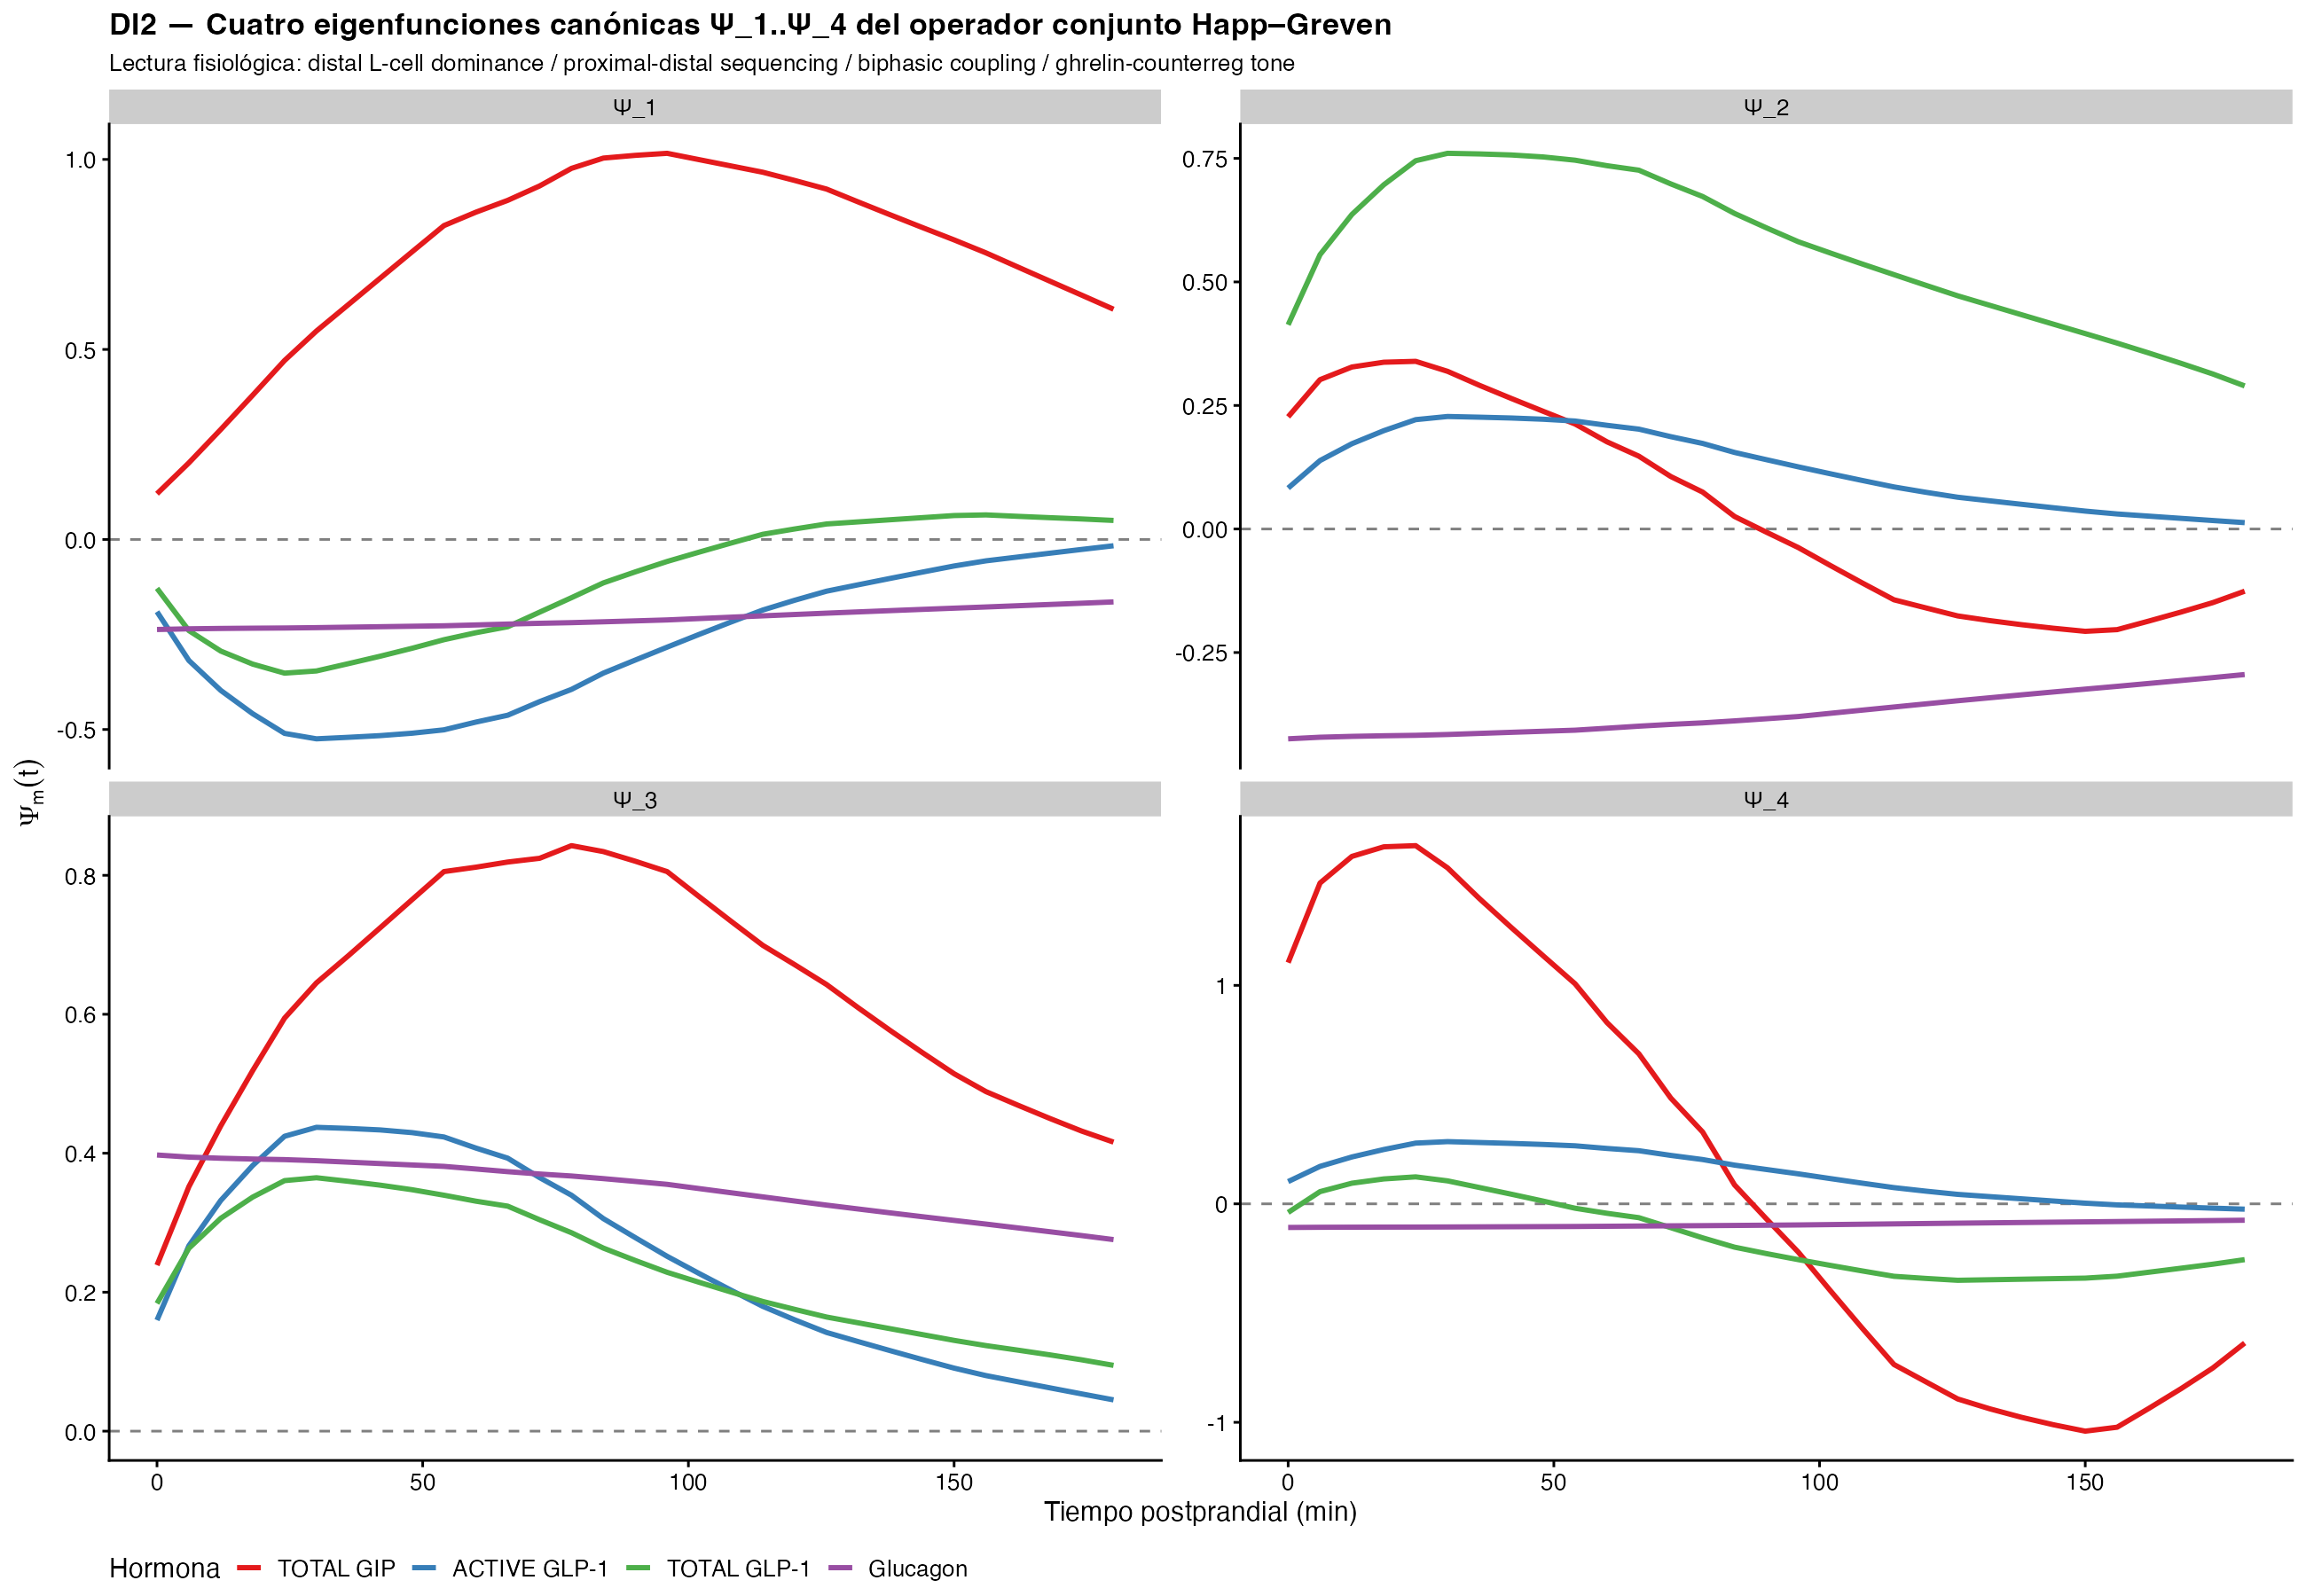 DI2 — Cuatro eigenfunciones canónicas Ψ_1..Ψ_4 del operador conjunto Happ–Greven
Lectura fisiológica: distal L-cell dominance / proximal-distal sequencing / biphasic coupling / ghrelin-counterreg tone
Ψ_1
Ψ_2
1.0
0.5
0.0
-0.5
0.75
0.50
0.25
0.00
-0.25
Ψm(t)
Ψ_3
Ψ_4
0.8
0.6
0.4
0.2
0.0
1
0
-1
0 50 100 150
0 50 100 150
Tiempo postprandial (min)
Hormona TOTAL GIP ACTIVE GLP-1 TOTAL GLP-1 Glucagon